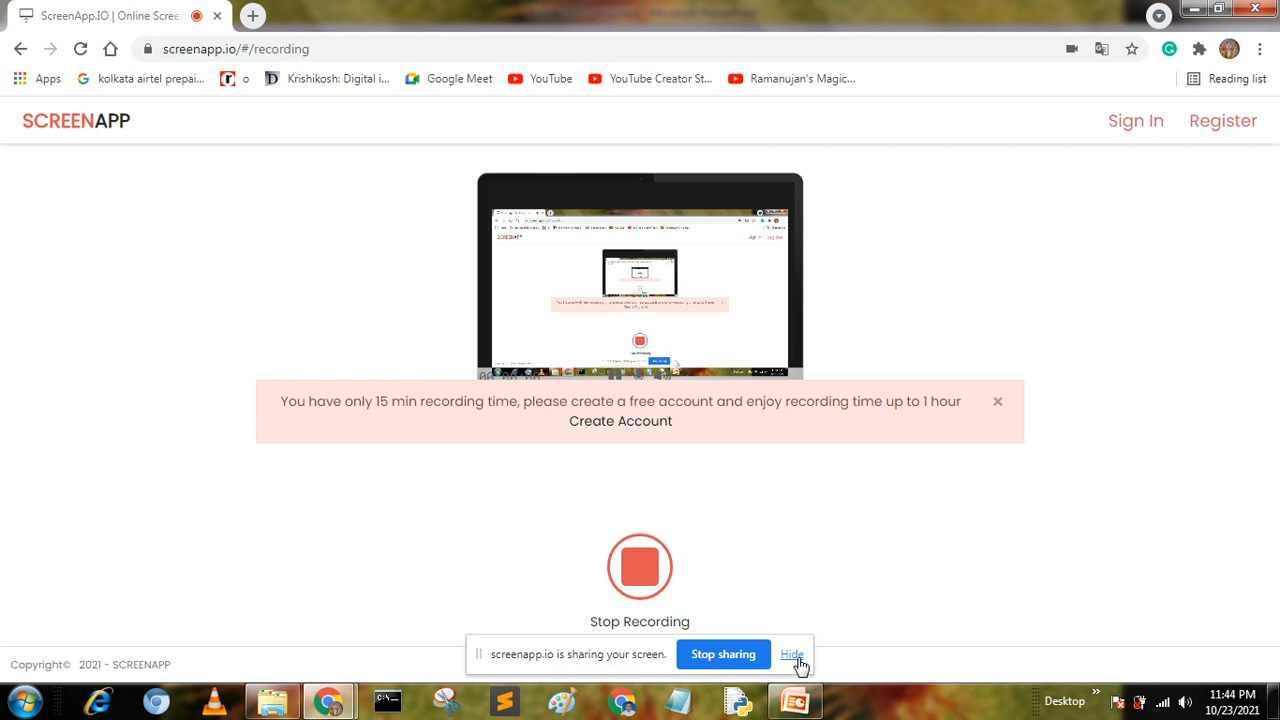 ScreenApp.IO | Online Scree
screenapp.io/#/recording
Apps
kolkata airtel prepai...
o
Krishikosh: Digital i...
Google Meet
YouTube
YouTube Creator St...
Ramanujan's Magic...
Reading list
SCREENAPP
Sign In
Register
You have only 15 min recording time, please create a free account and enjoy recording time up to 1 hour
Create Account
Stop Recording
screenapp.io is sharing your screen.
Stop sharing
Hide
Copyright© 2021 - SCREENAPP
Desktop
11:44 PM
10/23/2021